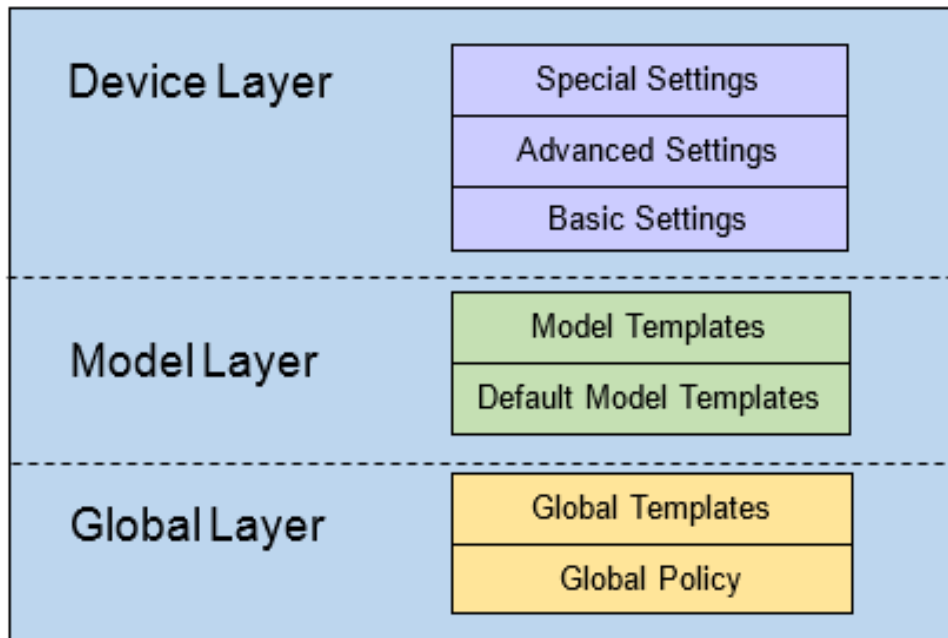 Device Layer
Special Settings
Advanced Settings
Basic Settings
Model Layer
Model Templates
Default Model Templates
Global Layer
Global Templates
Global Policy